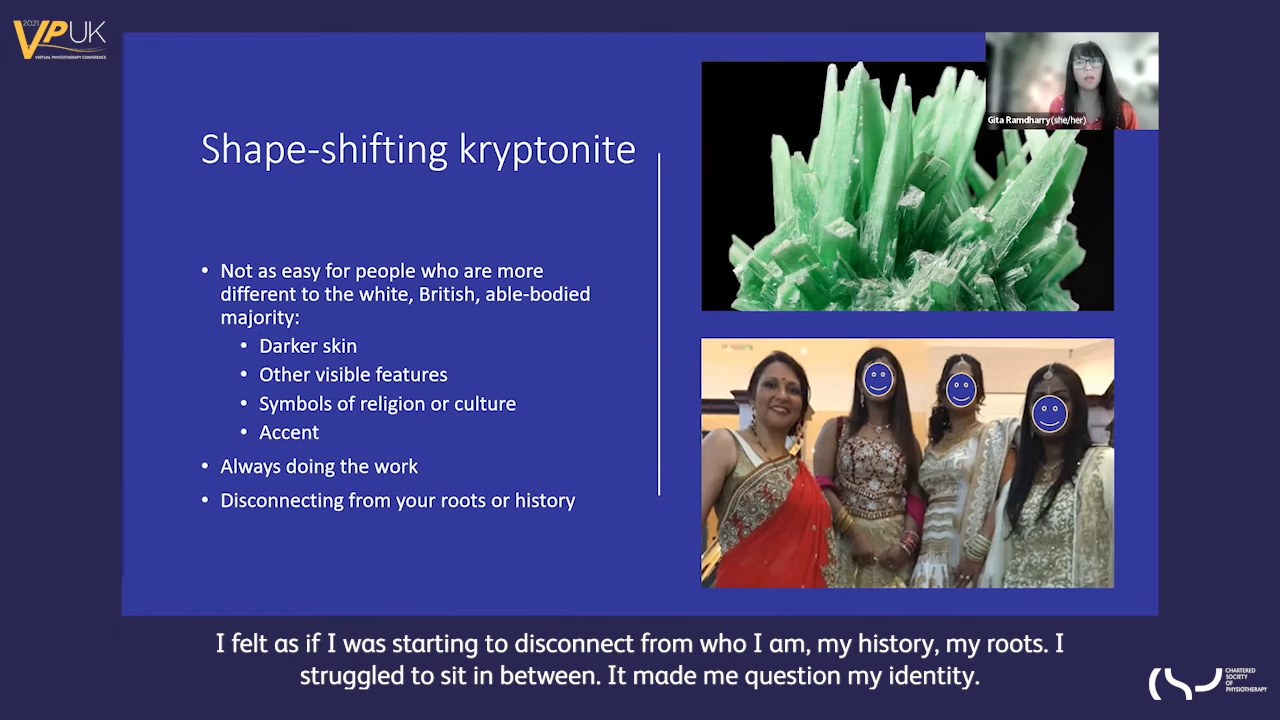 2021
VPUK
VIRTUAL PHYSIOTHERAPY CONFERENCE
Gita Ramdharry(she/her)
Shape-shifting kryptonite
• Not as easy for people who are more
different to the white, British, able-bodied
majority:
• Darker skin
• Other visible features
• Symbols of religion or culture
• Accent
• Always doing the work
• Disconnecting from your roots or history
I felt as if I was starting to disconnect from who I am, my history, my roots. I
struggled to sit in between. It made me question my identity.
CHARTERED
SOCIETY
OF
PHYSIOTHERAPY